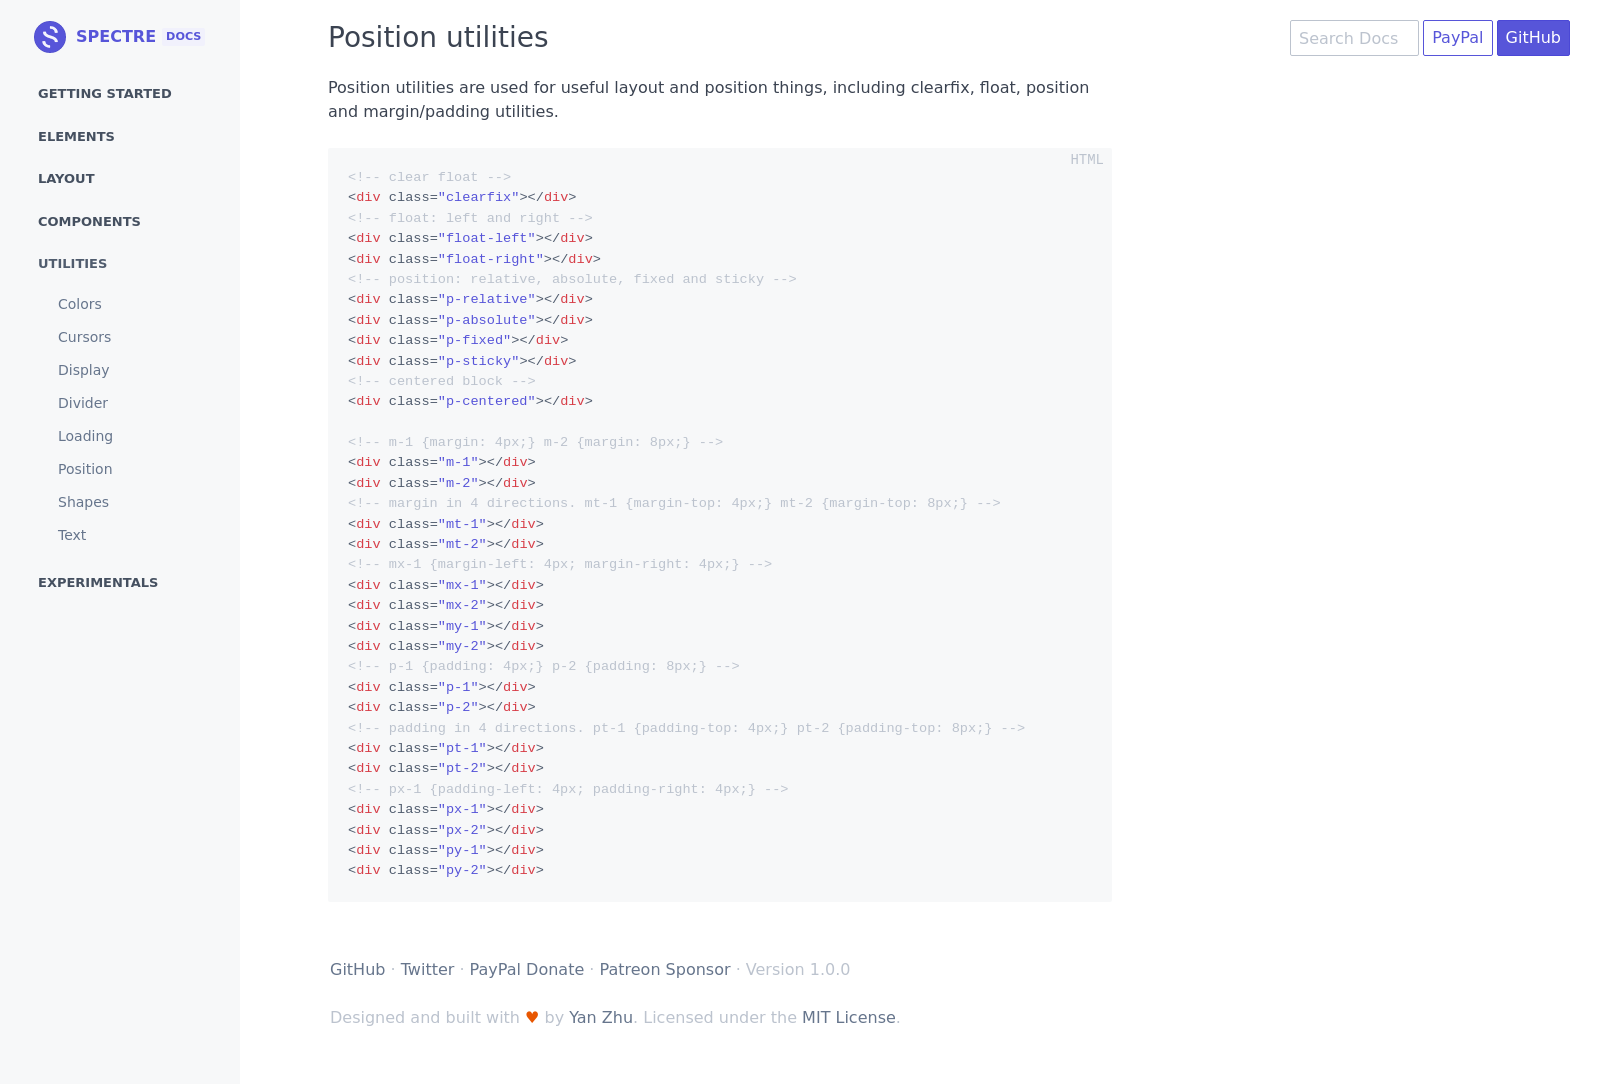 SPECTRE DOCS
GETTING STARTED
ELEMENTS
LAYOUT
COMPONENTS
UTILITIES
Colors
Cursors
Display
Divider
Loading
Position
Shapes
Text
EXPERIMENTALS
Position utilities
Search Docs
PayPal
GitHub
Position utilities are used for useful layout and position things, including clearfix, float, position
and margin/padding utilities.
HTML
<!-- clear float -->
<div class="clearfix"></div>
<!-- float: left and right -->
<div class="float-left"></div>
<div class="float-right"></div>
<!-- position: relative, absolute, fixed and sticky -->
<div class="p-relative"></div>
<div class="p-absolute"></div>
<div class="p-fixed"></div>
<div class="p-sticky"></div>
<!-- centered block -->
<div class="p-centered"></div>
<!-- m-1 {margin: 4px;} m-2 {margin: 8px;} -->
<div class="m-1"></div>
<div class="m-2"></div>
<!-- margin in 4 directions. mt-1 {margin-top: 4px;} mt-2 {margin-top: 8px;} -->
<div class="mt-1"></div>
<div class="mt-2"></div>
<!-- mx-1 {margin-left: 4px; margin-right: 4px;} -->
<div class="mx-1"></div>
<div class="mx-2"></div>
<div class="my-1"></div>
<div class="my-2"></div>
<!-- p-1 {padding: 4px;} p-2 {padding: 8px;} -->
<div class="p-1"></div>
<div class="p-2"></div>
<!-- padding in 4 directions. pt-1 {padding-top: 4px;} pt-2 {padding-top: 8px;} -->
<div class="pt-1"></div>
<div class="pt-2"></div>
<!-- px-1 {padding-left: 4px; padding-right: 4px;} -->
<div class="px-1"></div>
<div class="px-2"></div>
<div class="py-1"></div>
<div class="py-2"></div>
GitHub · Twitter · PayPal Donate · Patreon Sponsor · Version 1.0.0
Designed and built with ♥ by Yan Zhu. Licensed under the MIT License.